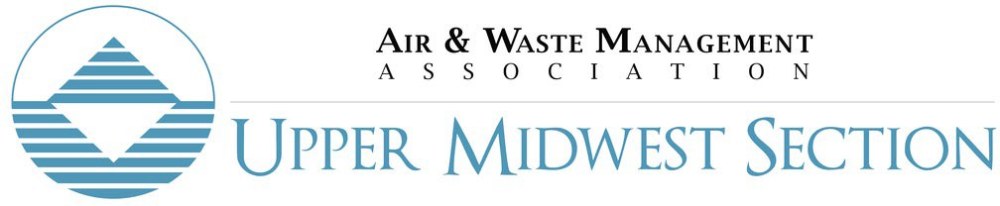 AIR & WASTE MANAGEMENT
ASSOCIATION
UPPER MIDWEST SECTION